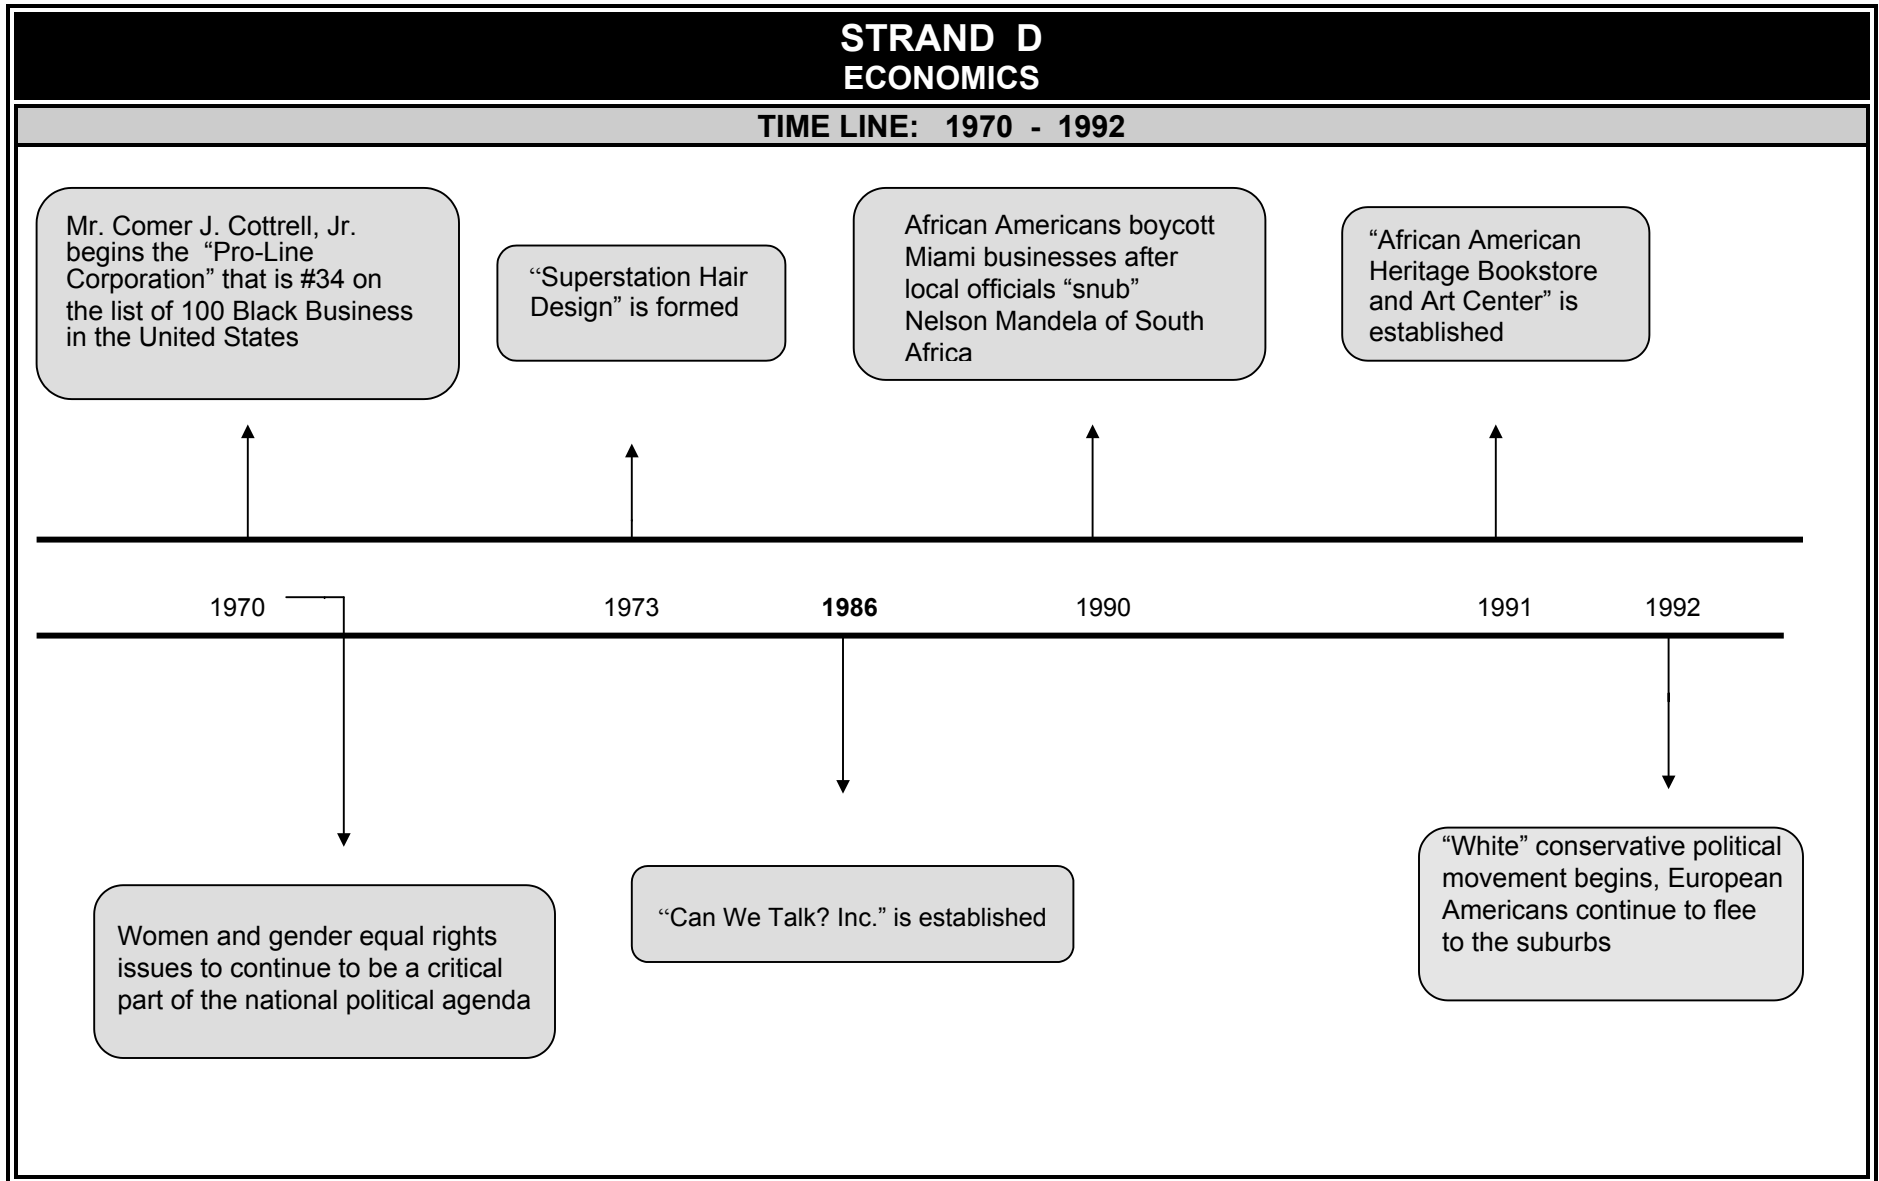 STRAND D
ECONOMICS
TIME LINE: 1970 - 1992
Mr. Comer J. Cottrell, Jr.
begins the “Pro-Line
Corporation” that is #34 on
the list of 100 Black Business
in the United States
“Superstation Hair
Design” is formed
African Americans boycott
Miami businesses after
local officials “snub”
Nelson Mandela of South
Africa
“African American
Heritage Bookstore
and Art Center” is
established
1970
1973
1986
1990
1991
1992
Women and gender equal rights
issues to continue to be a critical
part of the national political agenda
“Can We Talk? Inc.” is established
“White” conservative political
movement begins, European
Americans continue to flee
to the suburbs